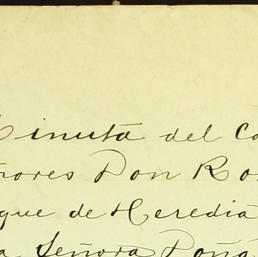 Minuta del Co
ñores Don Ro
que de Heredia
a Señora Doña